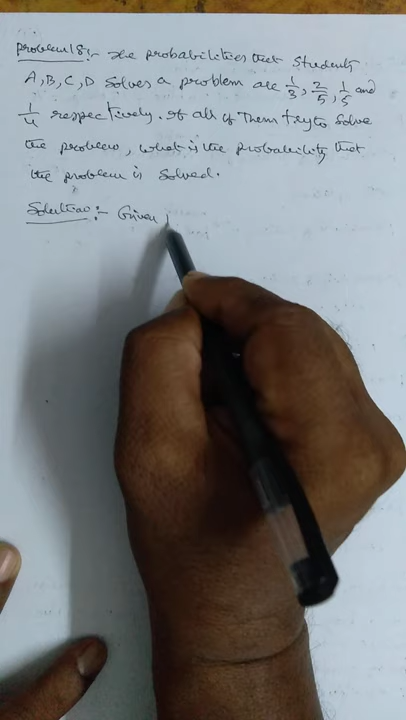 Problem 18:- The probabilities that students
A, B, C, D solves a problem are 1/3, 2/5, 1/5 and
1/4 respectively. If all of them try to solve
the problem, what is the probability that
the problem is solved.
Solution:- Given